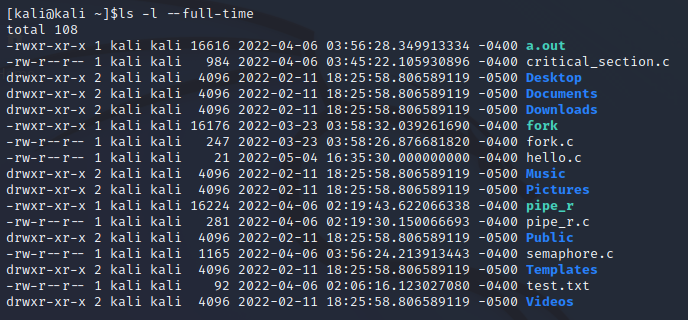 [kali@kali ~]$ls -l --full-time
total 108
-rwxr-xr-x 1 kali kali 16616 2022-04-06 03:56:28.349913334 -0400 a.out
-rw-r--r-- 1 kali kali   984 2022-04-06 03:45:22.105930896 -0400 critical_section.c
drwxr-xr-x 2 kali kali  4096 2022-02-11 18:25:58.806589119 -0500 Desktop
drwxr-xr-x 2 kali kali  4096 2022-02-11 18:25:58.806589119 -0500 Documents
drwxr-xr-x 2 kali kali  4096 2022-02-11 18:25:58.806589119 -0500 Downloads
-rwxr-xr-x 1 kali kali 16176 2022-03-23 03:58:32.039261690 -0400 fork
-rw-r--r-- 1 kali kali   247 2022-03-23 03:58:26.876681820 -0400 fork.c
-rw-r--r-- 1 kali kali    21 2022-05-04 16:35:30.000000000 -0400 hello.c
drwxr-xr-x 2 kali kali  4096 2022-02-11 18:25:58.806589119 -0500 Music
drwxr-xr-x 2 kali kali  4096 2022-02-11 18:25:58.806589119 -0500 Pictures
-rwxr-xr-x 1 kali kali 16224 2022-04-06 02:19:43.622066338 -0400 pipe_r
-rw-r--r-- 1 kali kali   281 2022-04-06 02:19:30.150066693 -0400 pipe_r.c
drwxr-xr-x 2 kali kali  4096 2022-02-11 18:25:58.806589119 -0500 Public
-rw-r--r-- 1 kali kali  1165 2022-04-06 03:56:24.213913443 -0400 semaphore.c
drwxr-xr-x 2 kali kali  4096 2022-02-11 18:25:58.806589119 -0500 Templates
-rw-r--r-- 1 kali kali    92 2022-04-06 02:06:16.123027080 -0400 test.txt
drwxr-xr-x 2 kali kali  4096 2022-02-11 18:25:58.806589119 -0500 Videos